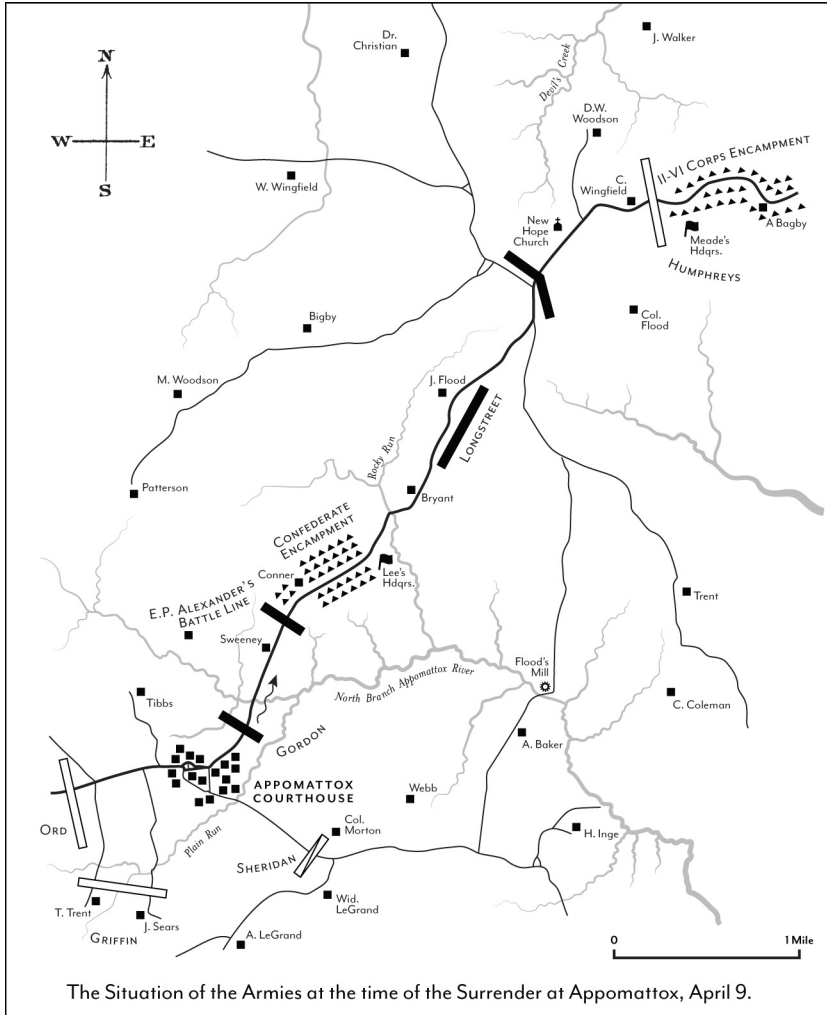 Dr.
Christian
J. Walker
N
W E
S
Devil's Creek
D.W.
Woodson
II-VI Corps Encampment
W. Wingfield
C.
Wingfield
A Bagby
New
Hope
Church
Meade's
Hdqrs.
Humphreys
Bigby
Col.
Flood
M. Woodson
J. Flood
Longstreet
Rocky Run
Patterson
Bryant
Confederate
Encampment
Conner
Lee's
Hdqrs.
E.P. Alexander's
Battle Line
Trent
Sweeney
Flood's
Mill
North Branch Appomattox River
Tibbs
C. Coleman
Gordon
A. Baker
Appomattox
Courthouse
Webb
Ord
Plain Run
Col.
Morton
H. Inge
Sheridan
Wid.
LeGrand
T. Trent
J. Sears
Griffin
A. LeGrand
0 1 Mile
The Situation of the Armies at the time of the Surrender at Appomattox, April 9.